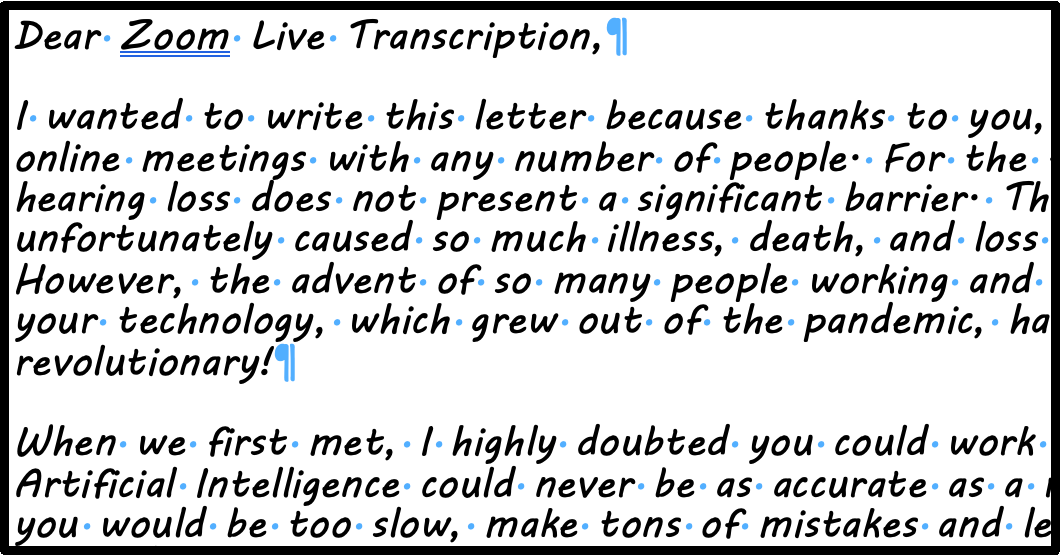 Dear Zoom Live Transcription,
I wanted to write this letter because thanks to you,
online meetings with any number of people. For the
hearing loss does not present a significant barrier. Th
unfortunately caused so much illness, death, and loss
However, the advent of so many people working and
your technology, which grew out of the pandemic, ha
revolutionary!
When we first met, I highly doubted you could work
Artificial Intelligence could never be as accurate as a
you would be too slow, make tons of mistakes and le